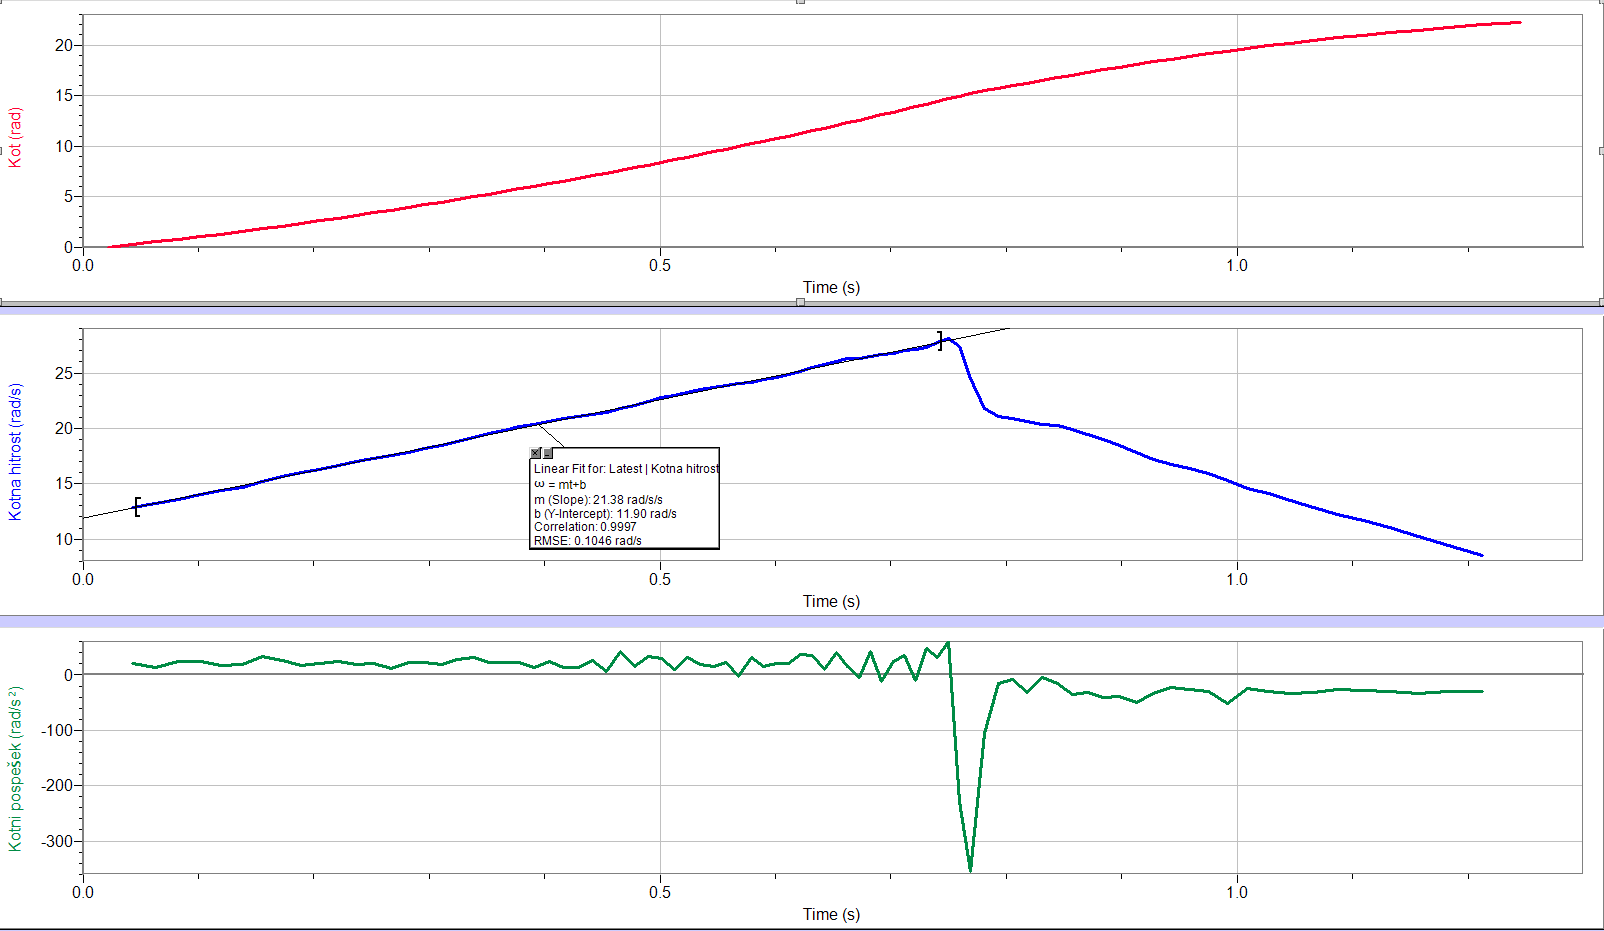 Kot (rad)
20
15
10
5
0
0.0
0.5
1.0
Time (s)
Kotna hitrost (rad/s)
25
20
15
10
Linear Fit for: Latest | Kotna hitrost
ω = mt+b
m (Slope): 21.38 rad/s/s
b (Y-Intercept): 11.90 rad/s
Correlation: 0.9997
RMSE: 0.1046 rad/s
0.0
0.5
1.0
Time (s)
Kotni pospešek (rad/s²)
0
-100
-200
-300
0.0
0.5
1.0
Time (s)